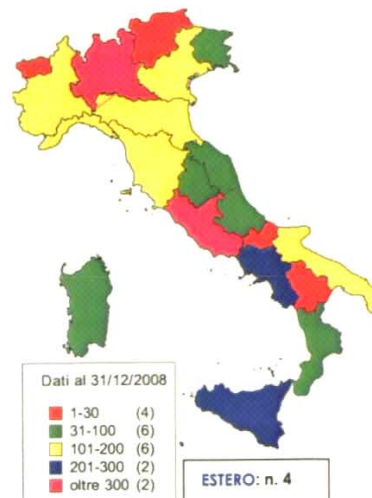 Dati al 31/12/2008
1-30 (4)
31-100 (6)
101-200 (6)
201-300 (2)
oltre 300 (2)
ESTERO: n. 4